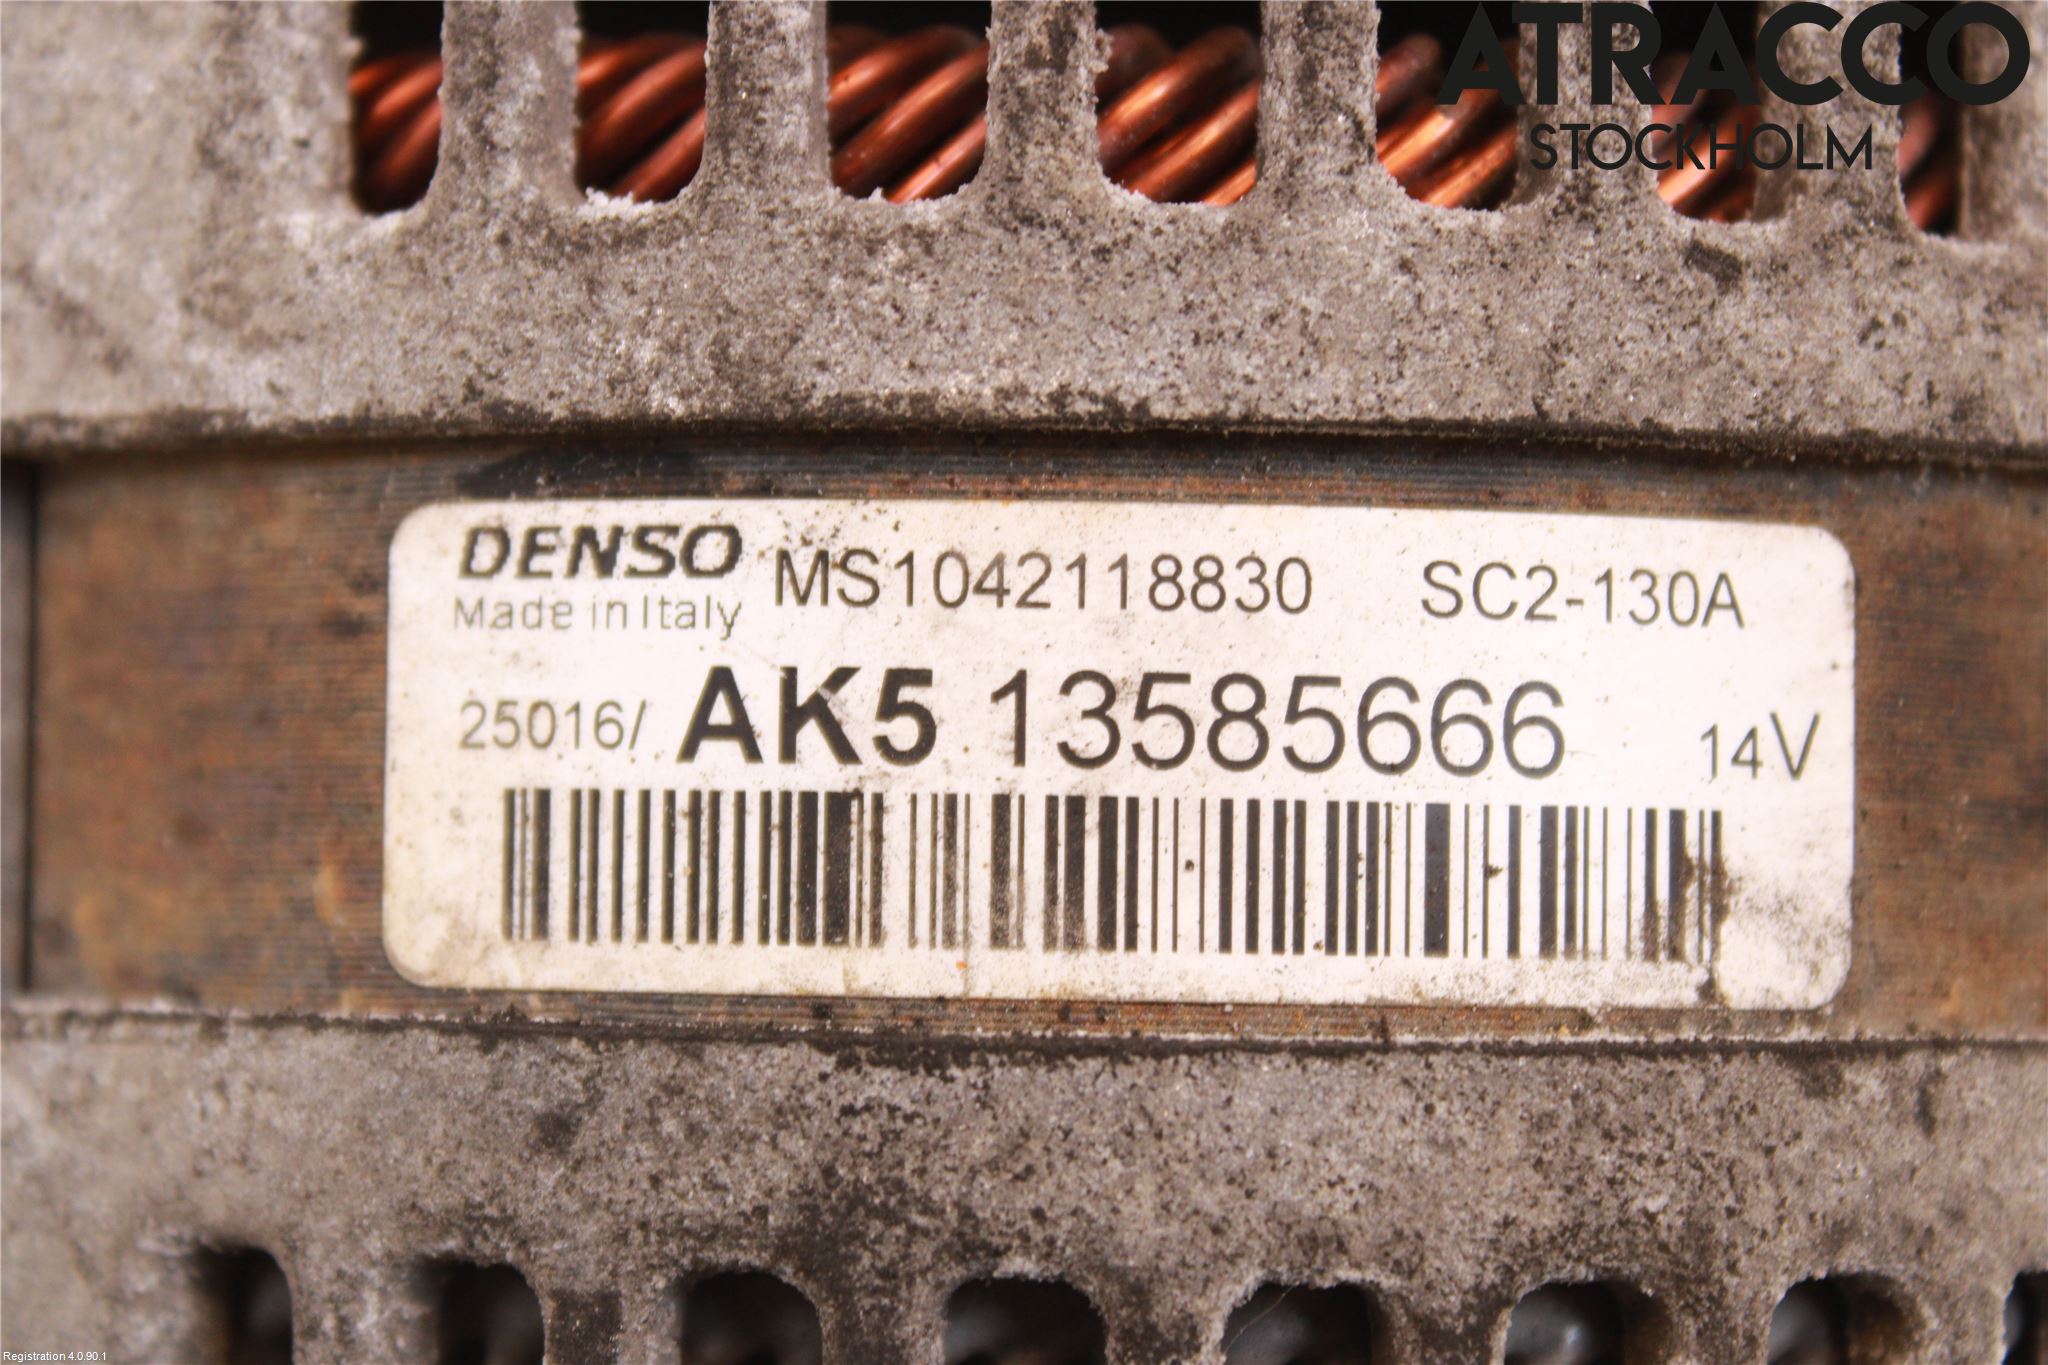 ATRACCO
STOCKHOLM
DENSO MS1042118830 SC2-130A
Made in Italy
25016/ AK5 13585666 14V
Registration 4.0.90.1